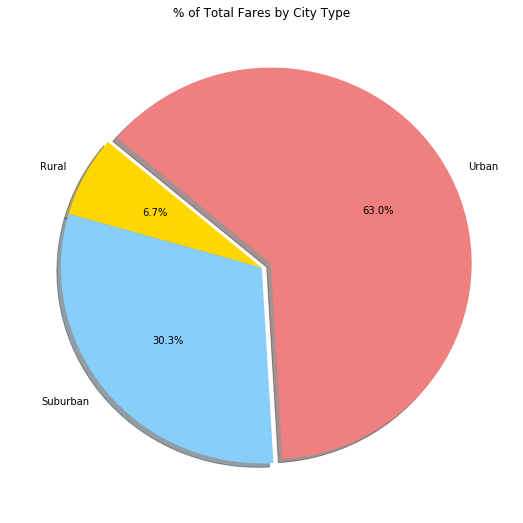 % of Total Fares by City Type
Rural
Urban
6.7%
63.0%
30.3%
Suburban